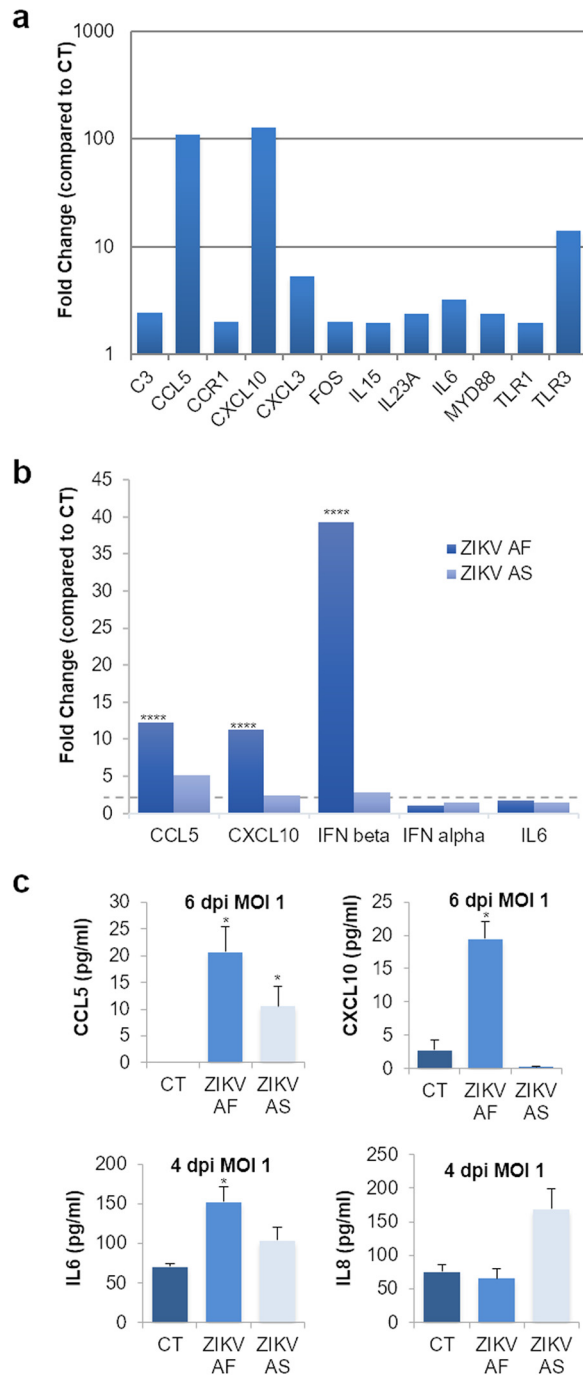 a
Fold Change (compared to CT)
1000
100
10
1
C3
CCL5
CCR1
CXCL10
CXCL3
FOS
IL15
IL23A
IL6
MYD88
TLR1
TLR3
b
Fold Change (compared to CT)
45
40
35
30
25
20
15
10
5
0
****
****
****
ZIKV AF
ZIKV AS
CCL5
CXCL10
IFN beta
IFN alpha
IL6
c
6 dpi MOI 1
CCL5 (pg/ml)
30
25
20
15
10
5
0
*
*
CT
ZIKV
AF
ZIKV
AS
6 dpi MOI 1
CXCL10 (pg/ml)
25
20
15
10
5
0
*
CT
ZIKV
AF
ZIKV
AS
4 dpi MOI 1
IL6 (pg/ml)
200
150
100
50
0
*
CT
ZIKV
AF
ZIKV
AS
4 dpi MOI 1
IL8 (pg/ml)
250
200
150
100
50
0
CT
ZIKV
AF
ZIKV
AS